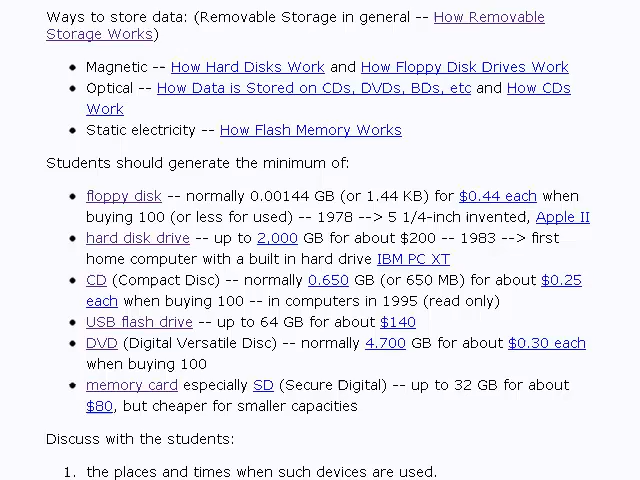 Ways to store data: (Removable Storage in general -- How Removable
Storage Works)
• Magnetic -- How Hard Disks Work and How Floppy Disk Drives Work
• Optical -- How Data is Stored on CDs, DVDs, BDs, etc and How CDs
Work
• Static electricity -- How Flash Memory Works
Students should generate the minimum of:
• floppy disk -- normally 0.00144 GB (or 1.44 KB) for $0.44 each when
buying 100 (or less for used) -- 1978 --> 5 1/4-inch invented, Apple II
• hard disk drive -- up to 2,000 GB for about $200 -- 1983 --> first
home computer with a built in hard drive IBM PC XT
• CD (Compact Disc) -- normally 0.650 GB (or 650 MB) for about $0.25
each when buying 100 -- in computers in 1995 (read only)
• USB flash drive -- up to 64 GB for about $140
• DVD (Digital Versatile Disc) -- normally 4.700 GB for about $0.30 each
when buying 100
• memory card especially SD (Secure Digital) -- up to 32 GB for about
$80, but cheaper for smaller capacities
Discuss with the students:
1. the places and times when such devices are used.